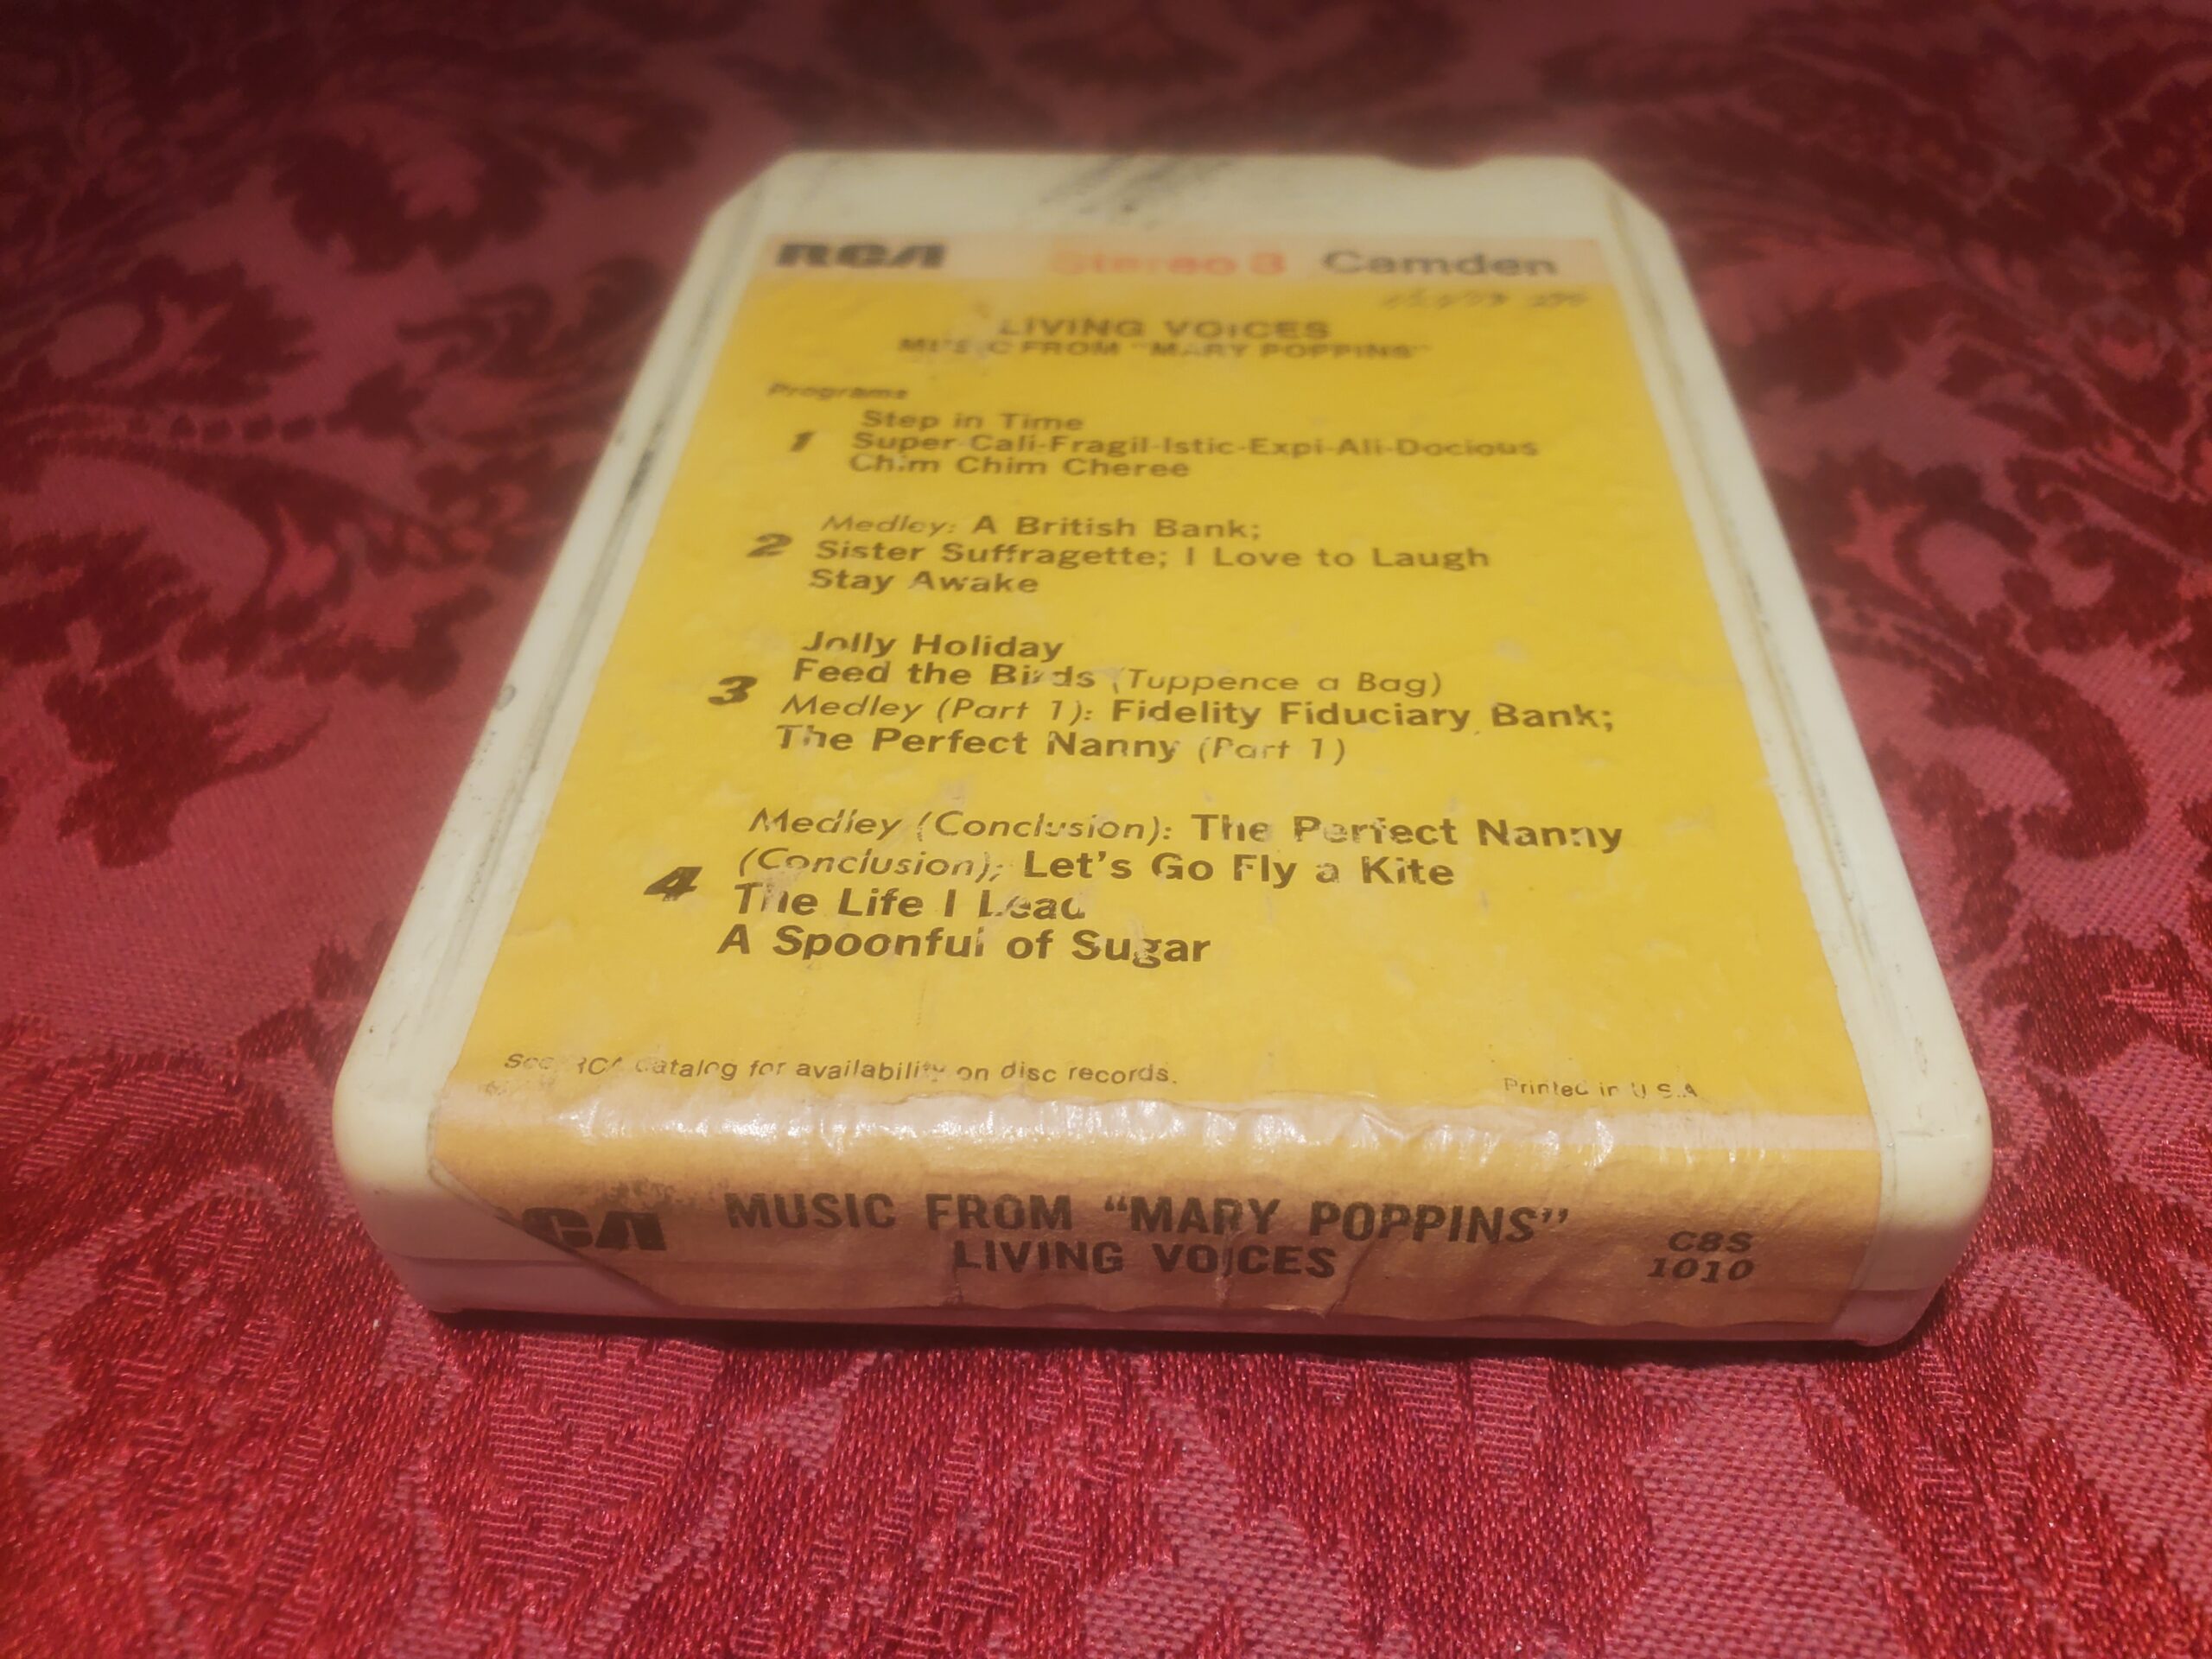 RCA Stereo 8 Camden
LIVING VOICES
MUSIC FROM "MARY POPPINS"
Programs
Step in Time
1 Super-Cali-Fragil-Istic-Expi-Ali-Docious
Chim Chim Cheree
Medley: A British Bank;
2 Sister Suffragette; I Love to Laugh
Stay Awake
Jolly Holiday
Feed the Birds (Tuppence a Bag)
3 Medley (Part 1): Fidelity Fiduciary Bank;
The Perfect Nanny (Part 1)
Medley (Conclusion): The Perfect Nanny
(Conclusion); Let's Go Fly a Kite
4 The Life I Lead
A Spoonful of Sugar
See RCA catalog for availability on disc records.
Printed in U.S.A.
RCA MUSIC FROM "MARY POPPINS" C8S
LIVING VOICES 1010